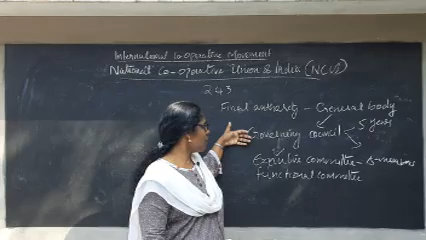 International Co-operative Movement
National Co-operative Union of India (NCUI)
243
Final authority - General body
Governing council 5 years
Executive committee - 8-members
Functional committee